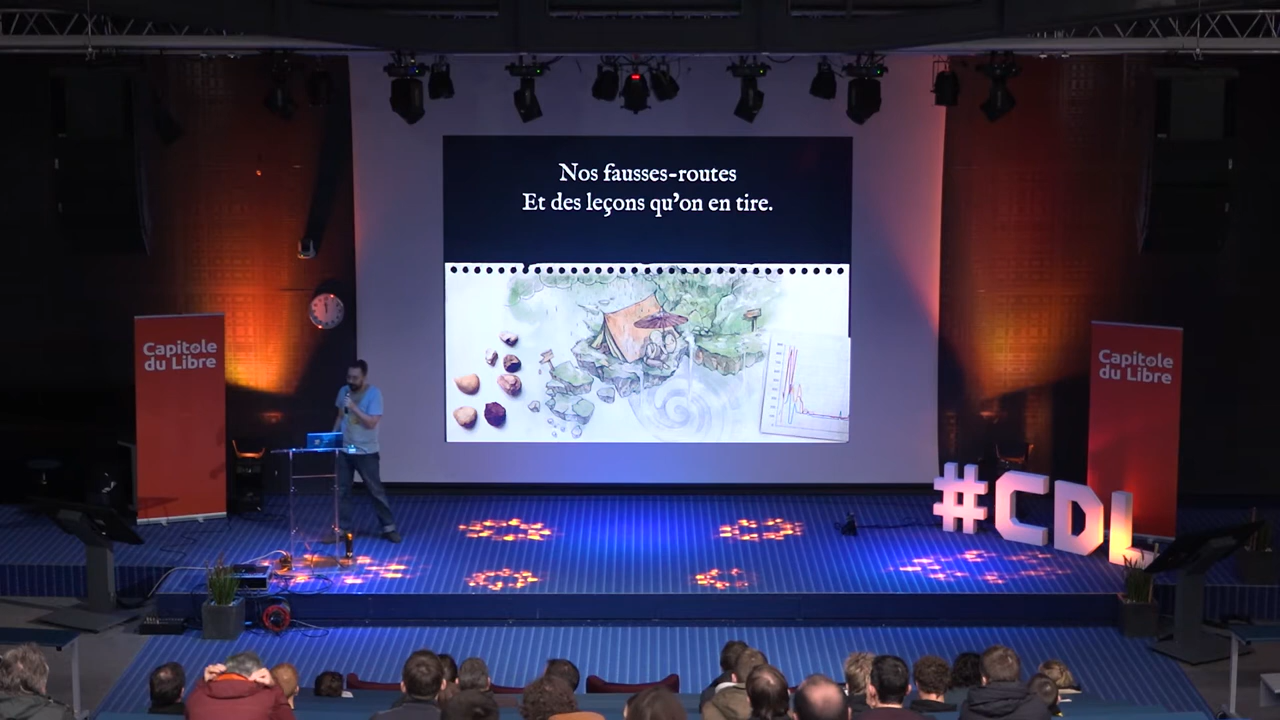 Nos fausses-routes
Et des leçons qu'on en tire.
Capitole
du Libre
Capitole
du Libre
#CDL